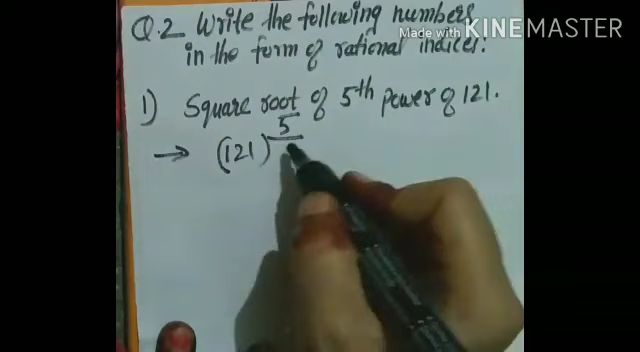 Q.2 Write the following numbers
in the form of rational indices.
Made with KINEMASTER
1) Square root of 5th power of 121.
→ (121) 5